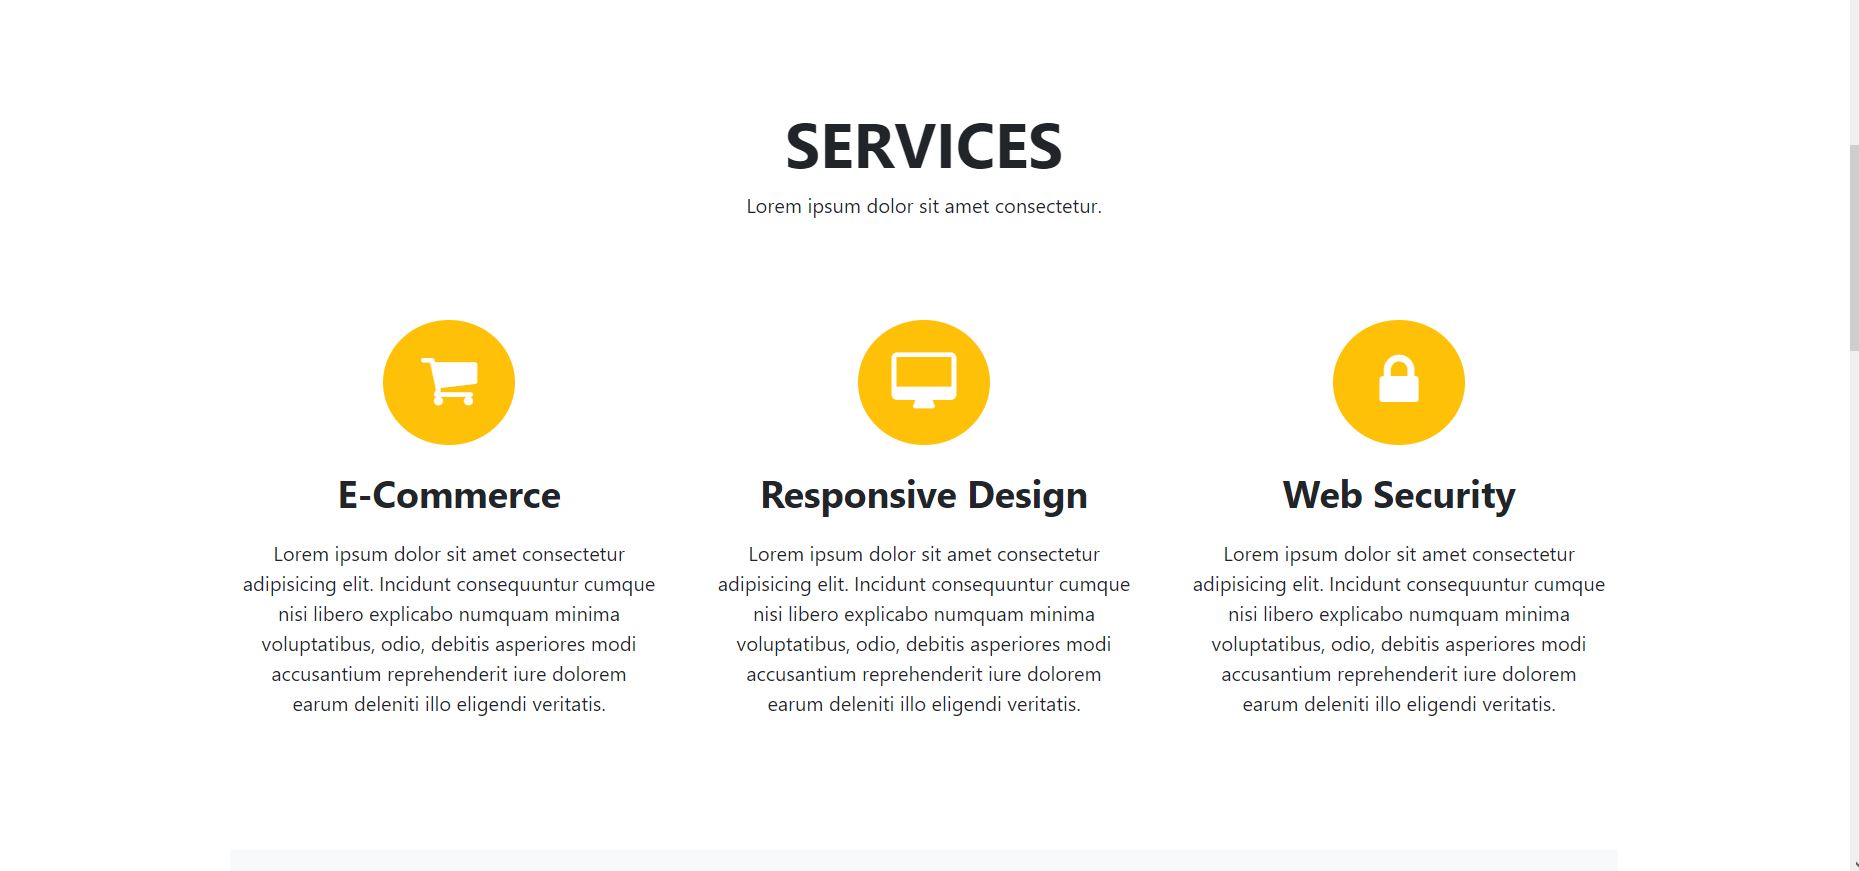 SERVICES
Lorem ipsum dolor sit amet consectetur.
E-Commerce
Lorem ipsum dolor sit amet consectetur
adipisicing elit. Incidunt consequuntur cumque
nisi libero explicabo numquam minima
voluptatibus, odio, debitis asperiores modi
accusantium reprehenderit iure dolorem
earum deleniti illo eligendi veritatis.
Responsive Design
Lorem ipsum dolor sit amet consectetur
adipisicing elit. Incidunt consequuntur cumque
nisi libero explicabo numquam minima
voluptatibus, odio, debitis asperiores modi
accusantium reprehenderit iure dolorem
earum deleniti illo eligendi veritatis.
Web Security
Lorem ipsum dolor sit amet consectetur
adipisicing elit. Incidunt consequuntur cumque
nisi libero explicabo numquam minima
voluptatibus, odio, debitis asperiores modi
accusantium reprehenderit iure dolorem
earum deleniti illo eligendi veritatis.